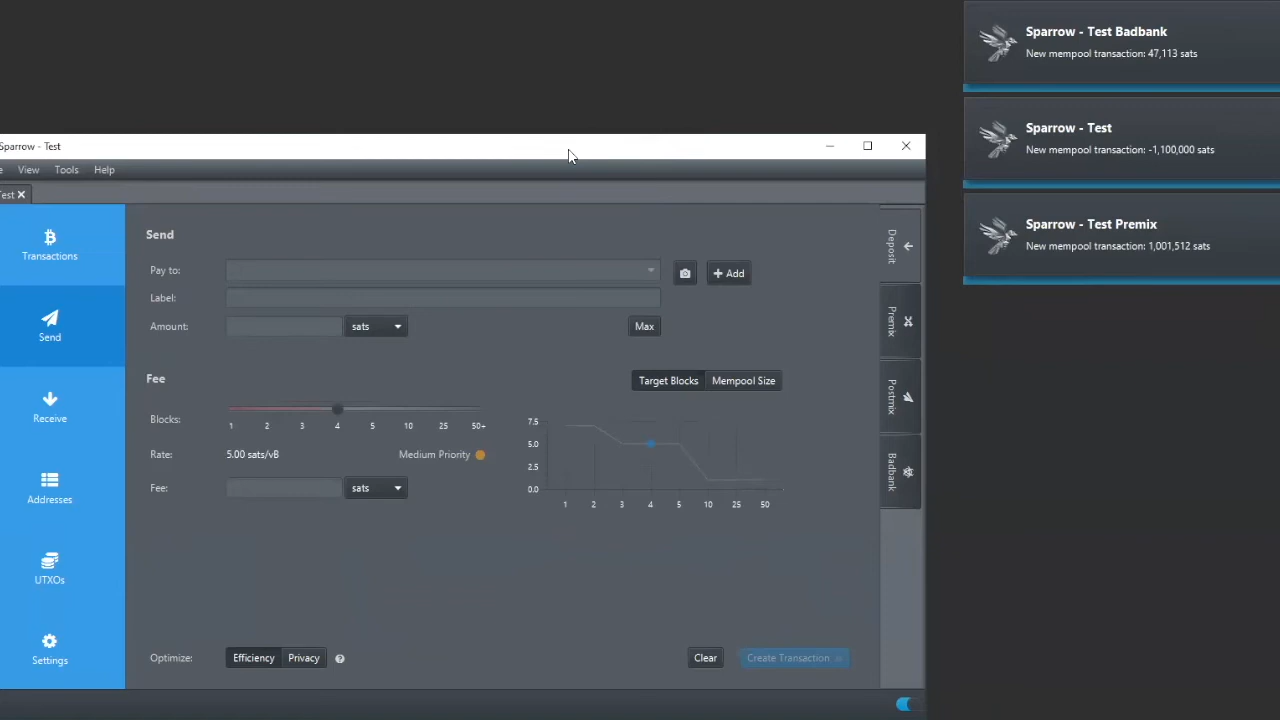 Sparrow - Test Badbank
New mempool transaction: 47,113 sats
Sparrow - Test
New mempool transaction: -1,100,000 sats
Sparrow - Test Premix
New mempool transaction: 1,001,512 sats
Sparrow - Test
e View Tools Help
Test
Transactions
Send
Receive
Addresses
UTXOs
Settings
Send
Pay to:
Add
Label:
Amount: sats Max
Fee
Target Blocks Mempool Size
Blocks:
1 2 3 4 5 10 25 50+
Rate: 5.00 sats/vB Medium Priority
Fee: sats
7.5
5.0
2.5
0.0
1 2 3 4 5 10 25 50
Optimize: Efficiency Privacy
Clear Create Transaction
Deposit
Premix
Postmix
Badbank